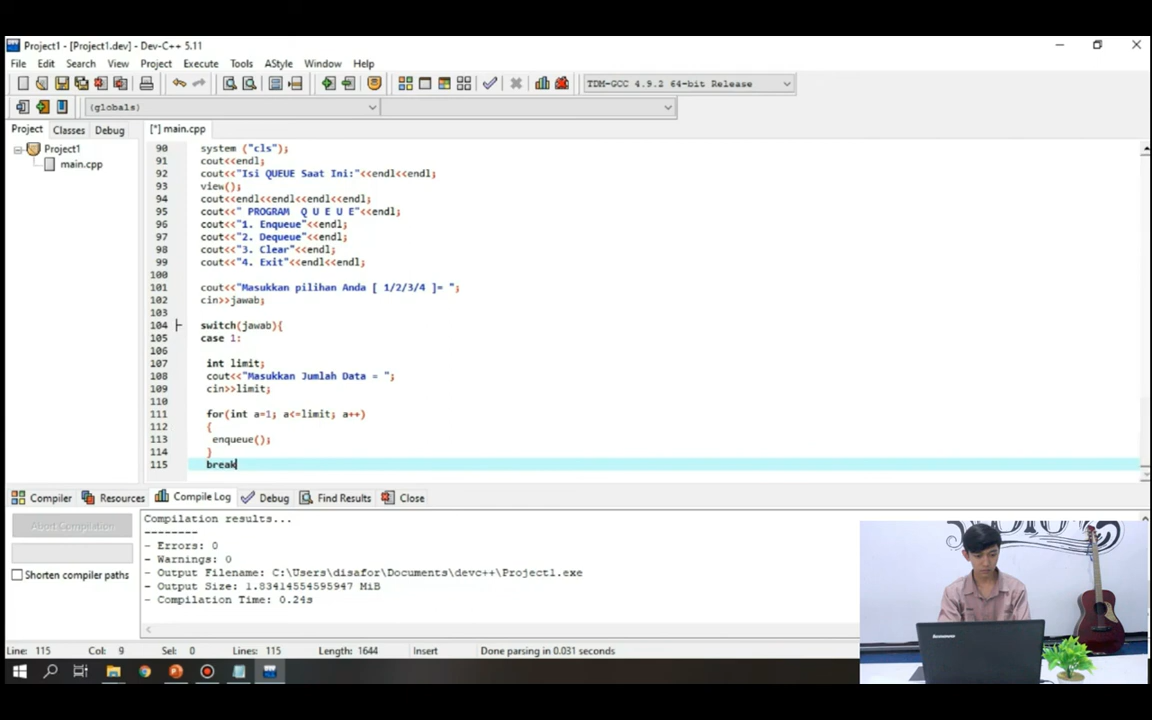 Project1 - [Project1.dev] - Dev-C++ 5.11
File Edit Search View Project Execute Tools AStyle Window Help
TDM-GCC 4.9.2 64-bit Release
(globals)
Project Classes Debug
[*] main.cpp
Project1
main.cpp
90 system ("cls");
91 cout<<endl;
92 cout<<"Isi QUEUE Saat Ini:"<<endl<<endl;
93 view();
94 cout<<endl<<endl<<endl<<endl;
95 cout<<" PROGRAM  Q U E U E"<<endl;
96 cout<<"1. Enqueue"<<endl;
97 cout<<"2. Dequeue"<<endl;
98 cout<<"3. Clear"<<endl;
99 cout<<"4. Exit"<<endl<<endl;
100
101 cout<<"Masukkan pilihan Anda [ 1/2/3/4 ]= ";
102 cin>>jawab;
103
104 switch(jawab){
105 case 1:
106
107 int limit;
108 cout<<"Masukkan Jumlah Data = ";
109 cin>>limit;
110
111 for(int a=1; a<=limit; a++)
112 {
113 enqueue();
114 }
115 break
Compiler Resources Compile Log Debug Find Results Close
Abort Compilation
Shorten compiler paths
Compilation results...
--------
- Errors: 0
- Warnings: 0
- Output Filename: C:\Users\disafor\Documents\devc++\Project1.exe
- Output Size: 1.83414554595947 MiB
- Compilation Time: 0.24s
Line: 115 Col: 9 Sel: 0 Lines: 115 Length: 1644 Insert Done parsing in 0.031 seconds